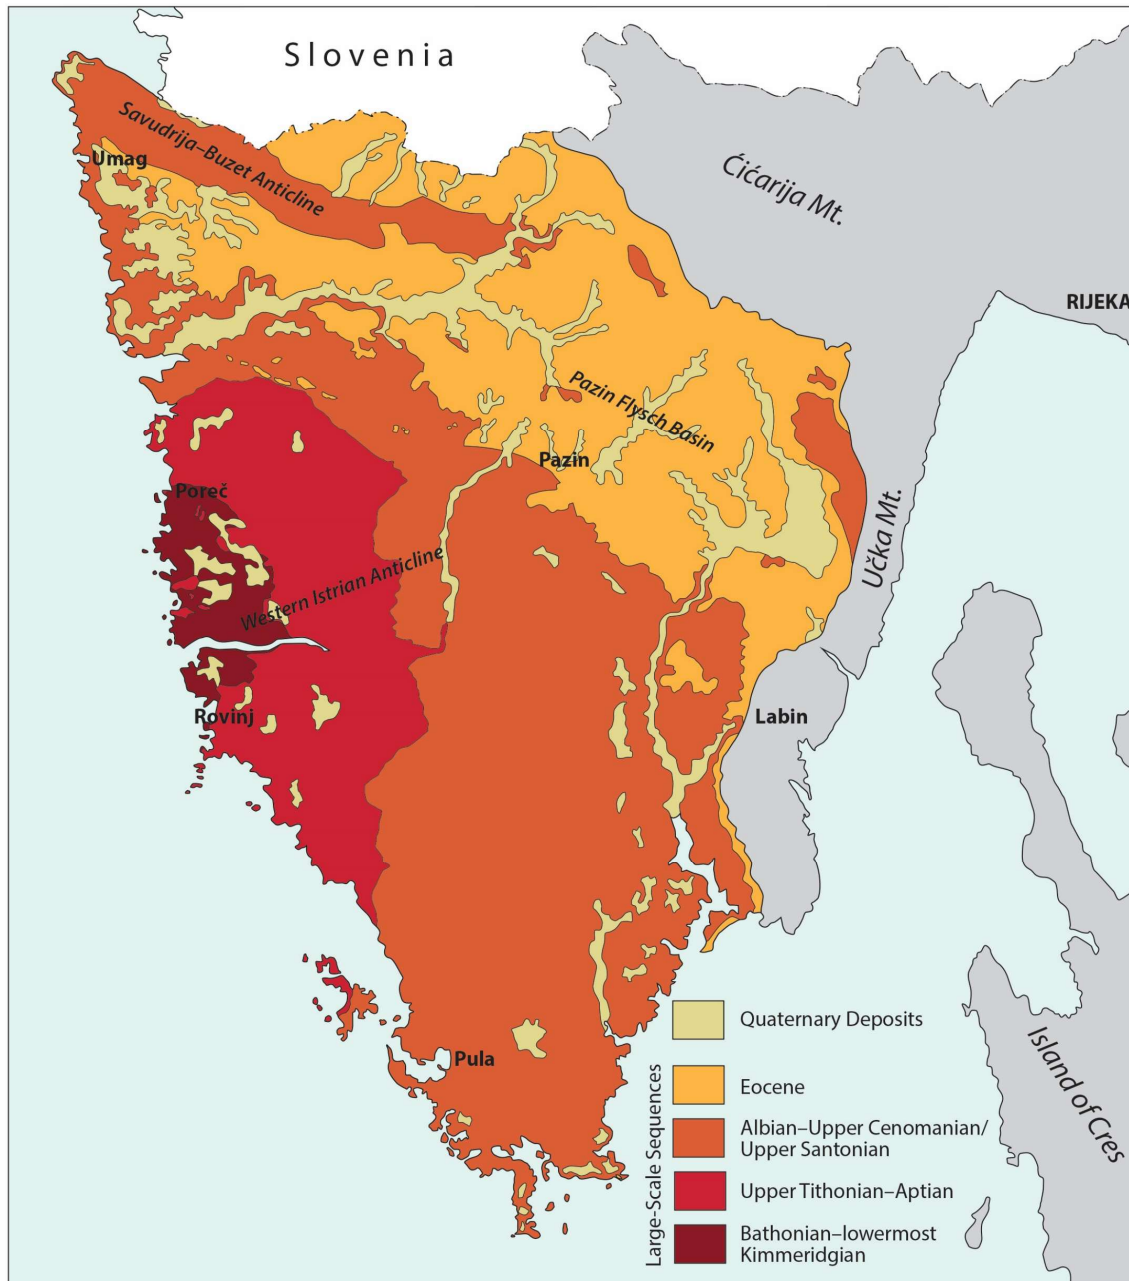 Slovenia
Savudrija–Buzet Anticline
Umag
Ćićarija Mt.
RIJEKA
Pazin Flysch Basin
Pazin
Poreč
Učka Mt.
Western Istrian Anticline
Rovinj
Labin
Pula
Island of Cres
Large-Scale Sequences
Quaternary Deposits
Eocene
Albian–Upper Cenomanian/
Upper Santonian
Upper Tithonian–Aptian
Bathonian–lowermost
Kimmeridgian